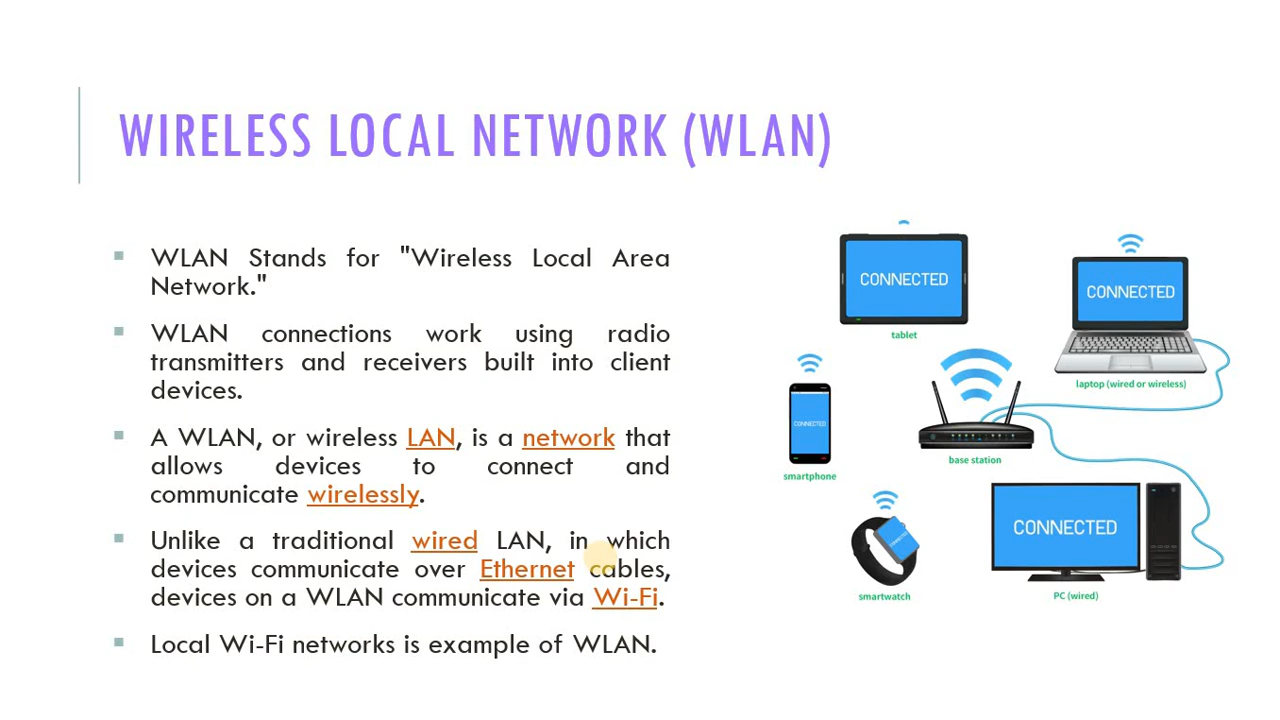 WIRELESS LOCAL NETWORK (WLAN)
WLAN Stands for "Wireless Local Area
Network."
WLAN connections work using radio
transmitters and receivers built into client
devices.
A WLAN, or wireless LAN, is a network that
allows devices to connect and
communicate wirelessly.
Unlike a traditional wired LAN, in which
devices communicate over Ethernet cables,
devices on a WLAN communicate via Wi-Fi.
Local Wi-Fi networks is example of WLAN.
CONNECTED
tablet
CONNECTED
laptop (wired or wireless)
CONNECTED
smartphone
base station
CONNECTED
smartwatch
CONNECTED
PC (wired)